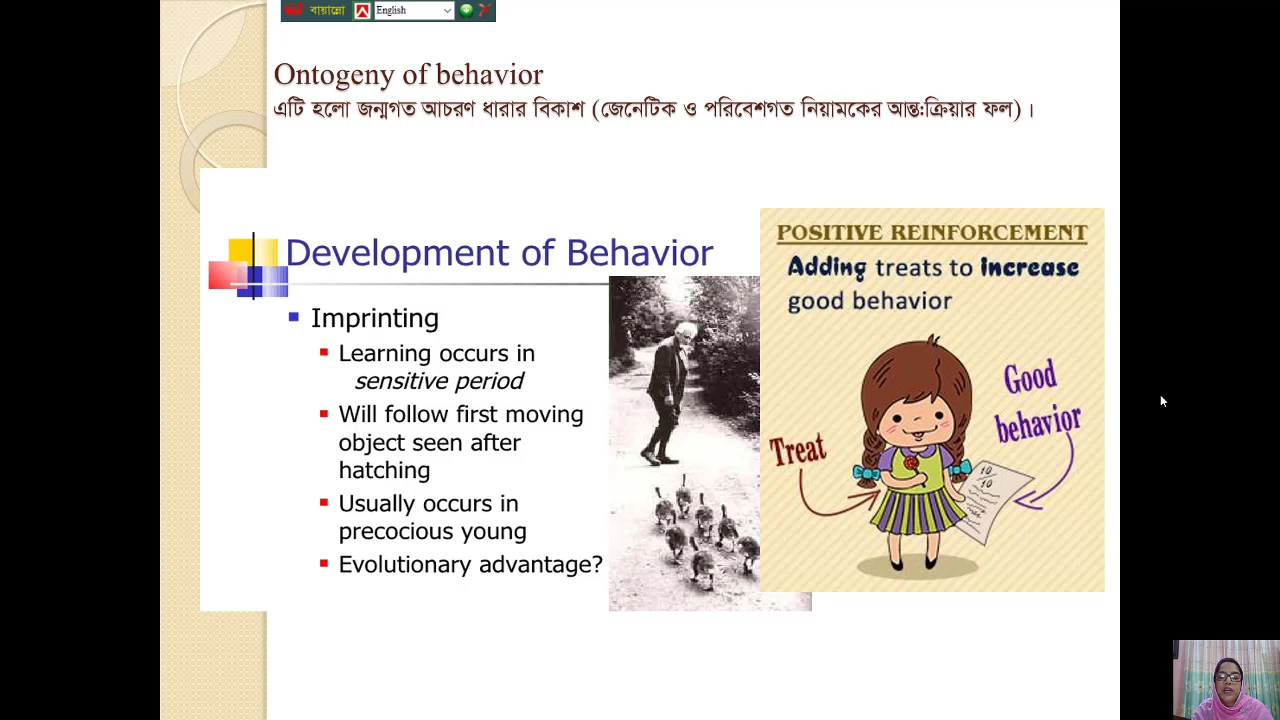 বায়ান্নো English
Ontogeny of behavior
এটি হলো জন্মগত আচরণ ধারার বিকাশ (জেনেটিক ও পরিবেশগত নিয়ামকের আন্ত:ক্রিয়ার ফল) ।
Development of Behavior
Imprinting
Learning occurs in
sensitive period
Will follow first moving
object seen after
hatching
Usually occurs in
precocious young
Evolutionary advantage?
POSITIVE REINFORCEMENT
Adding treats to increase
good behavior
Good
behavior
Treat
10
10